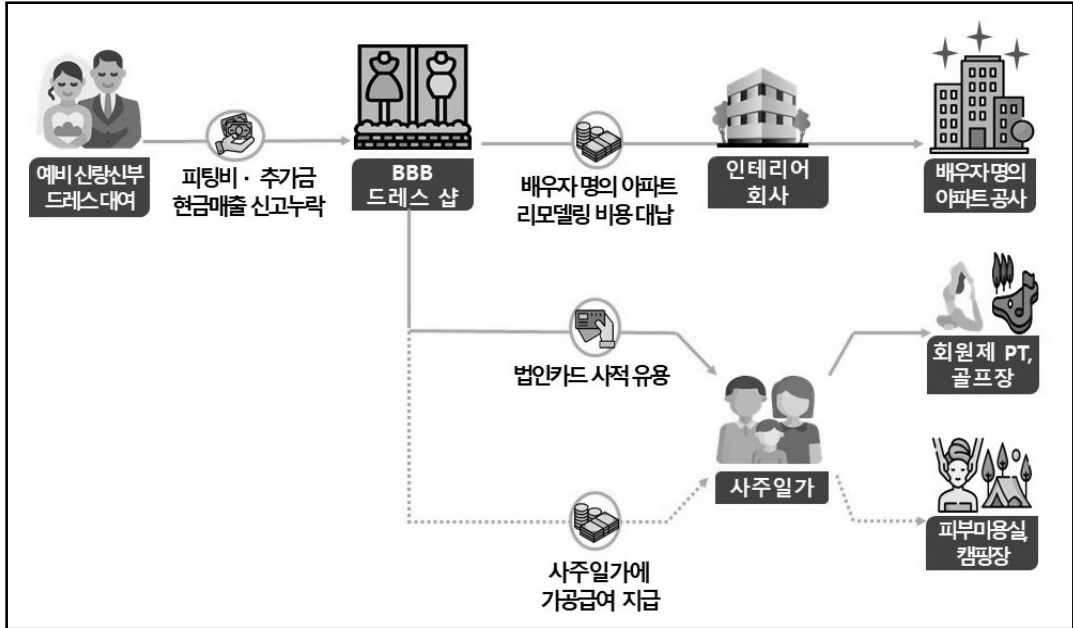 예비 신랑신부
드레스 대여
피팅비 · 추가금
현금매출 신고누락
BBB
드레스 샵
배우자 명의 아파트
리모델링 비용 대납
인테리어
회사
배우자 명의
아파트 공사
법인카드 사적 유용
사주일가
회원제 PT,
골프장
사주일가에
가공급여 지급
피부미용실,
캠핑장